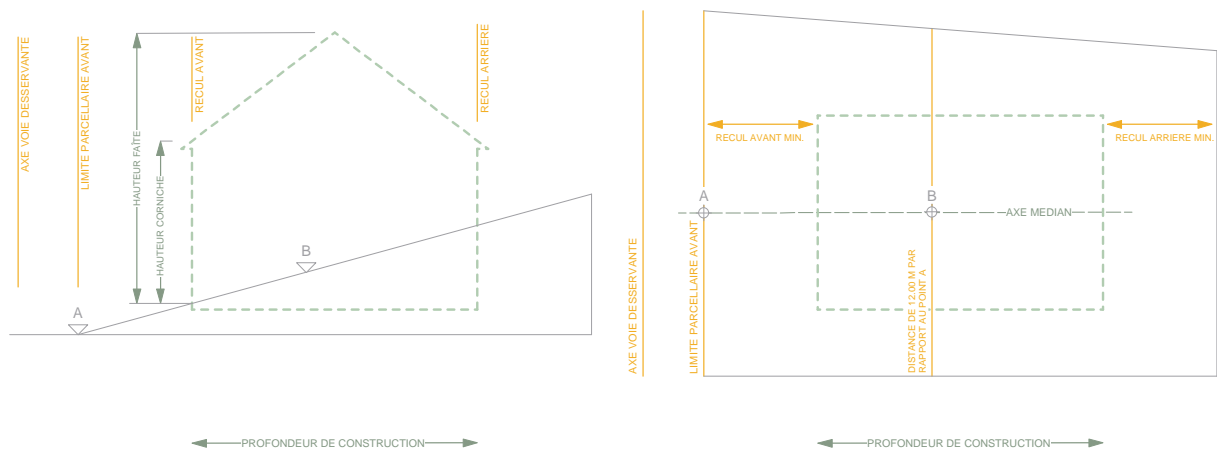 AXE VOIE DESSERVANTE
LIMITE PARCELLAIRE AVANT
HAUTEUR FAÎTE
HAUTEUR CORNICHE
RECUL AVANT
RECUL ARRIERE
A
B
PROFONDEUR DE CONSTRUCTION
AXE VOIE DESSERVANTE
LIMITE PARCELLAIRE AVANT
RECUL AVANT MIN.
RECUL ARRIERE MIN.
A
B
AXE MEDIAN
DISTANCE DE 12.00 M PAR
RAPPORT AU POINT A
PROFONDEUR DE CONSTRUCTION